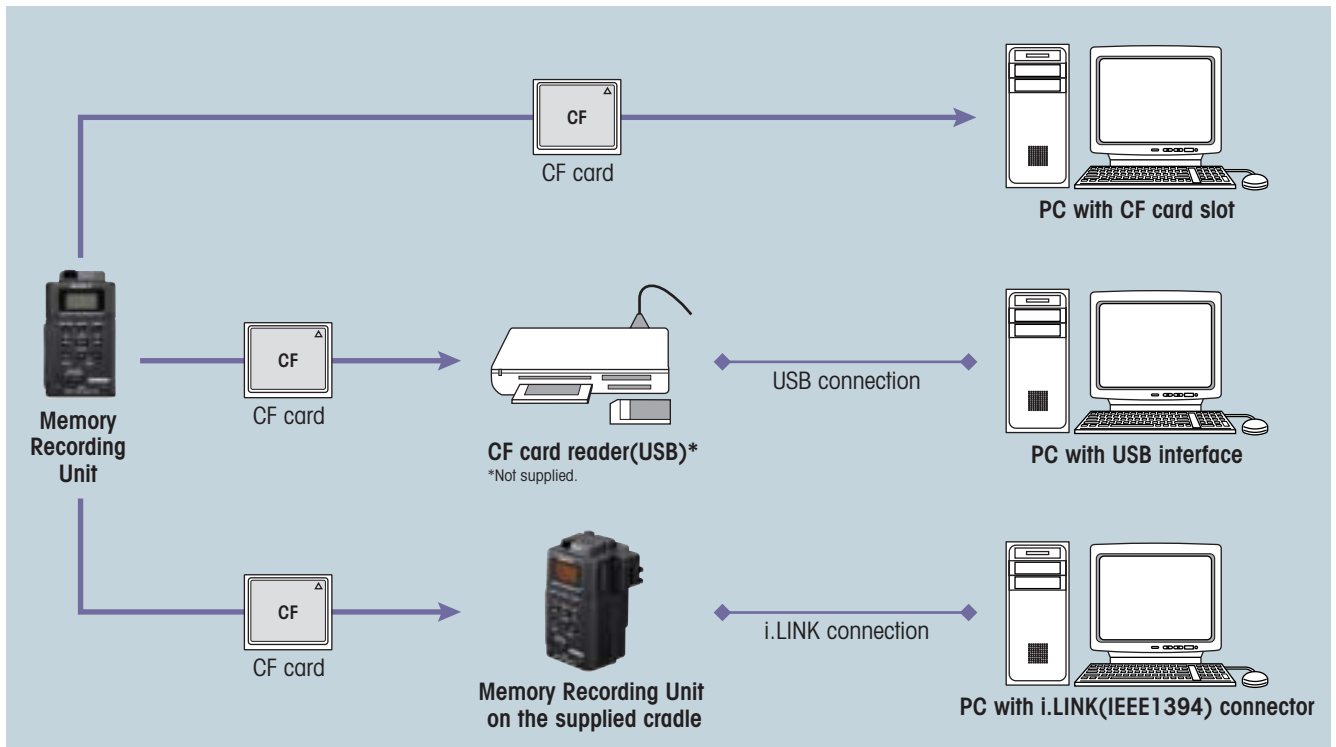 CF
CF card
PC with CF card slot
Memory
Recording
Unit
CF
CF card
CF card reader(USB)*
*Not supplied.
USB connection
PC with USB interface
CF
CF card
Memory Recording Unit
on the supplied cradle
i.LINK connection
PC with i.LINK(IEEE1394) connector